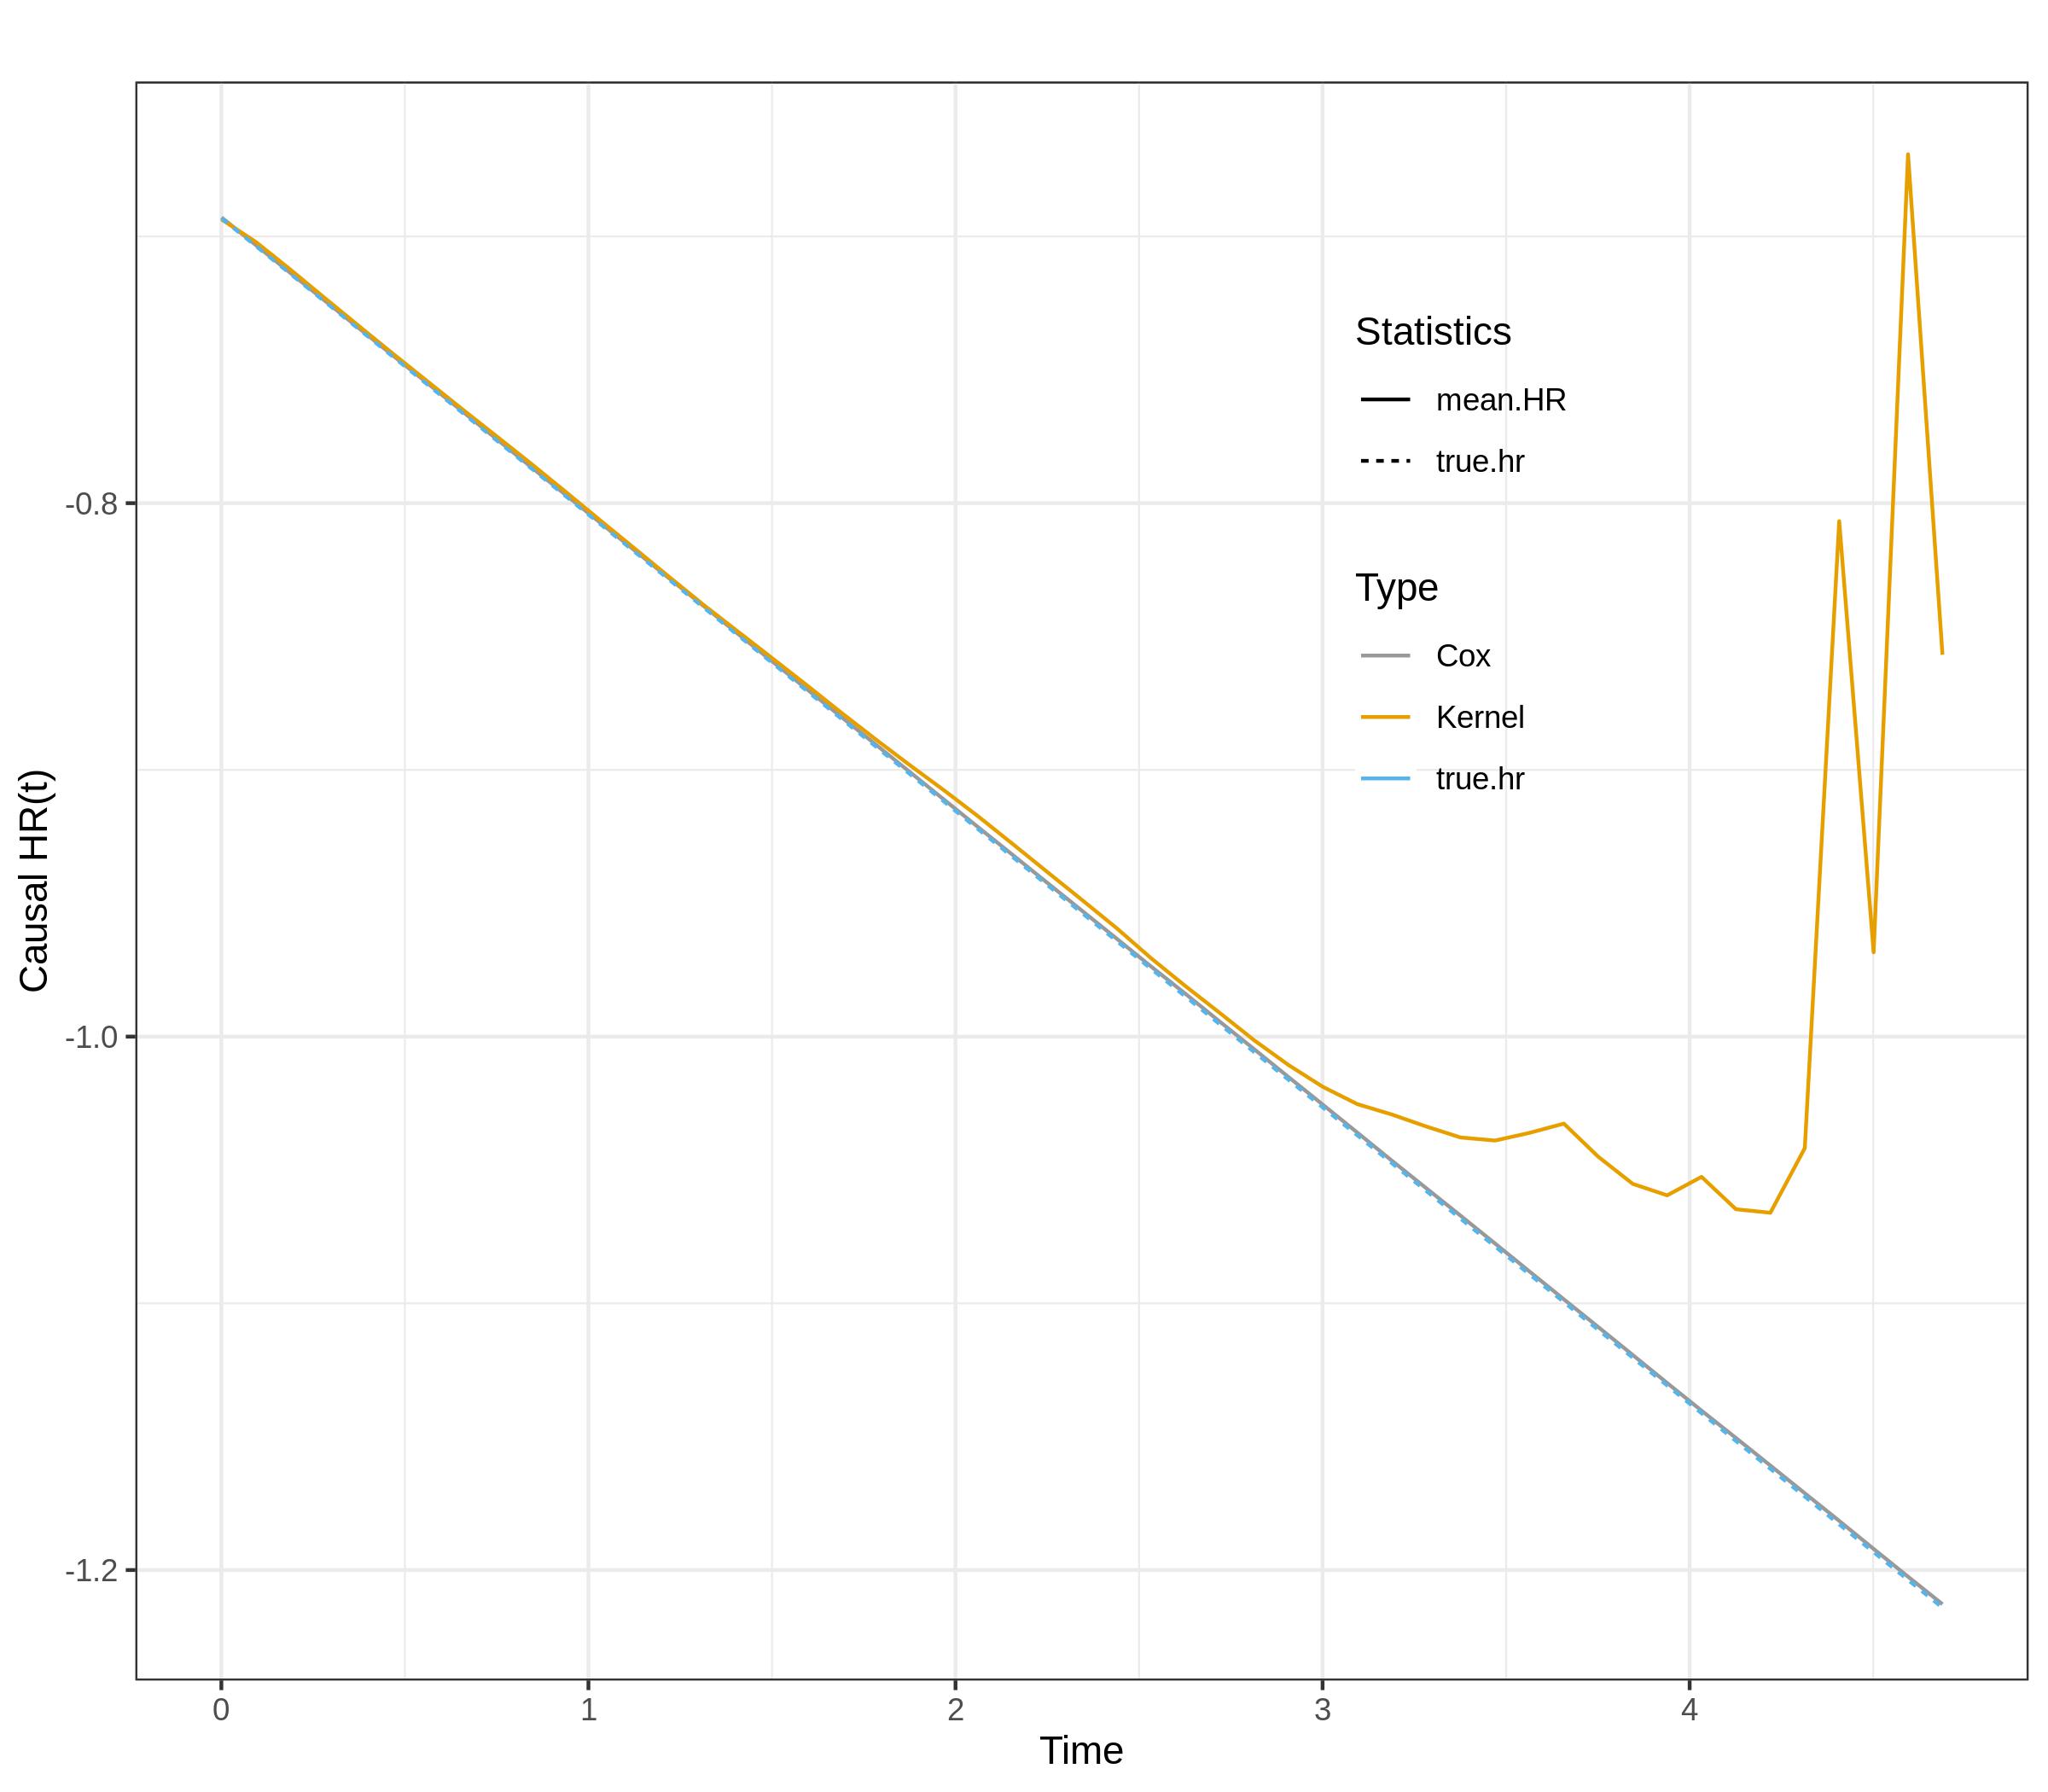 Statistics
mean.HR
true.hr
Type
Cox
Kernel
true.hr
Causal HR(t)
-0.8
-1.0
-1.2
0 1 2 3 4
Time